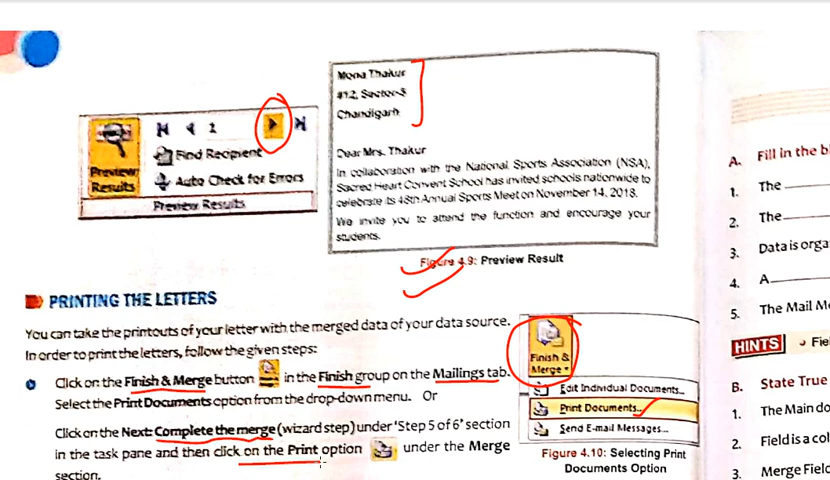 Mona Thakur
#12, Sector-8
Chandigarh
1
Find Recipient
Preview
Results
Auto Check for Errors
Preview Results
Dear Mrs. Thakur
In collaboration with the National Sports Association (NSA),
Sacred Heart Convent School has invited schools nationwide to
celebrate its 48th Annual Sports Meet on November 14, 2018.
We invite you to attend the function and encourage your
students.
Figure 4.9: Preview Result
PRINTING THE LETTERS
You can take the printouts of your letter with the merged data of your data source.
In order to print the letters, follow the given steps:
Click on the Finish & Merge button in the Finish group on the Mailings tab.
Select the Print Documents option from the drop-down menu. Or
Click on the Next: Complete the merge (wizard step) under 'Step 5 of 6' section
in the task pane and then click on the Print option under the Merge
section.
Finish &
Merge
Edit Individual Documents...
Print Documents...
Send E-mail Messages...
Figure 4.10: Selecting Print
Documents Option
A. Fill in the b
1. The
2. The
3. Data is orga
4. A
5. The Mail M
HINTS Fie
B. State True
1. The Main do
2. Field is a col
3. Merge Field